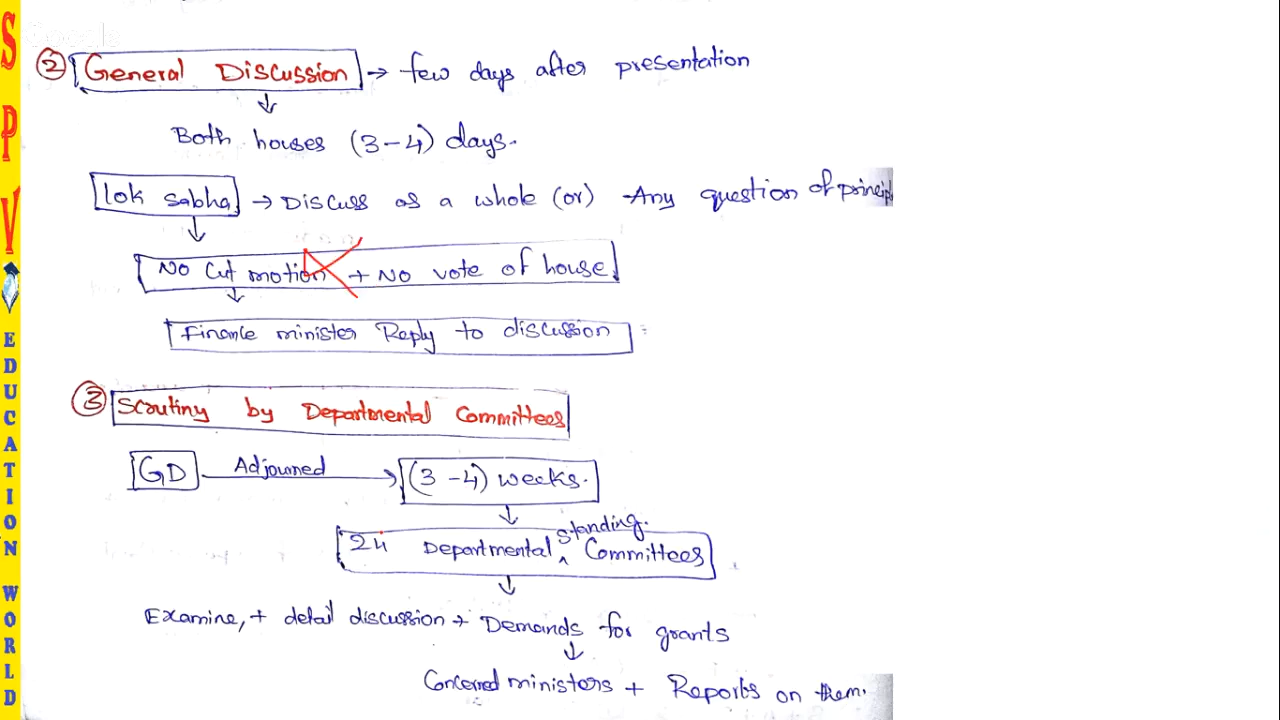 SPV EDUCATION WORLD
② General Discussion → few days after presentation
↓
Both houses (3-4) days.
lok sabha → Discuss as a whole (or) Any question of princip
↓
No Cut motion + No vote of house
↓
Finance minister Reply to discussion
③ Scrutiny by Departmental Committees
GD Adjourned → (3-4) weeks.
↓
24 Departmental ^ standing. Committees
↓
Examine, + detail discussion + Demands for grants
↓
Concerned ministers + Reports on them.